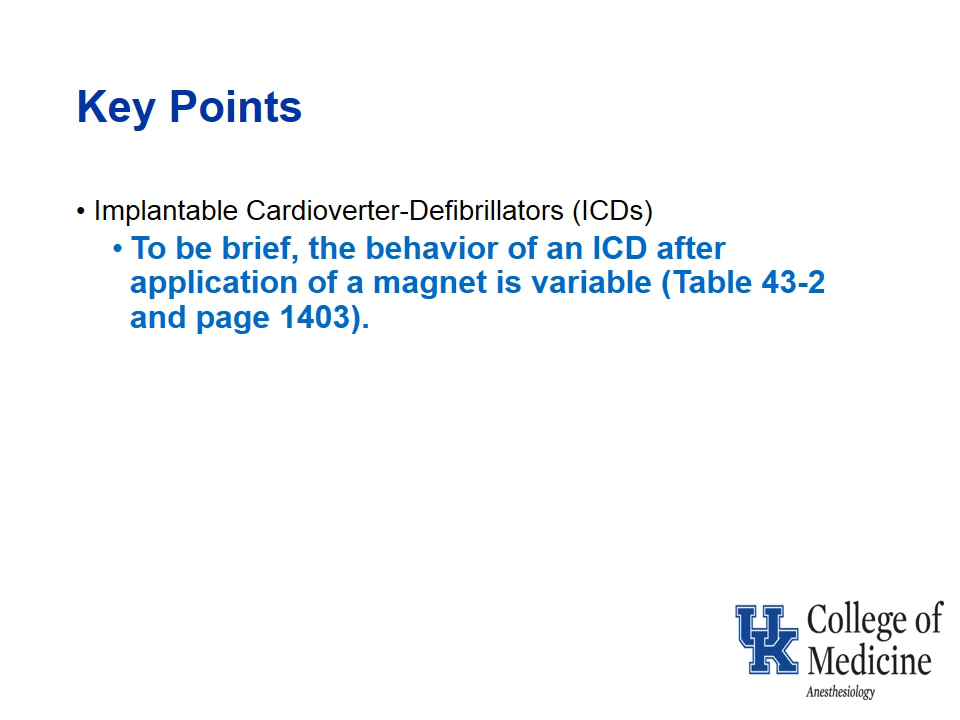 Key Points
• Implantable Cardioverter-Defibrillators (ICDs)
• To be brief, the behavior of an ICD after
application of a magnet is variable (Table 43-2
and page 1403).
UK
College of
Medicine
Anesthesiology